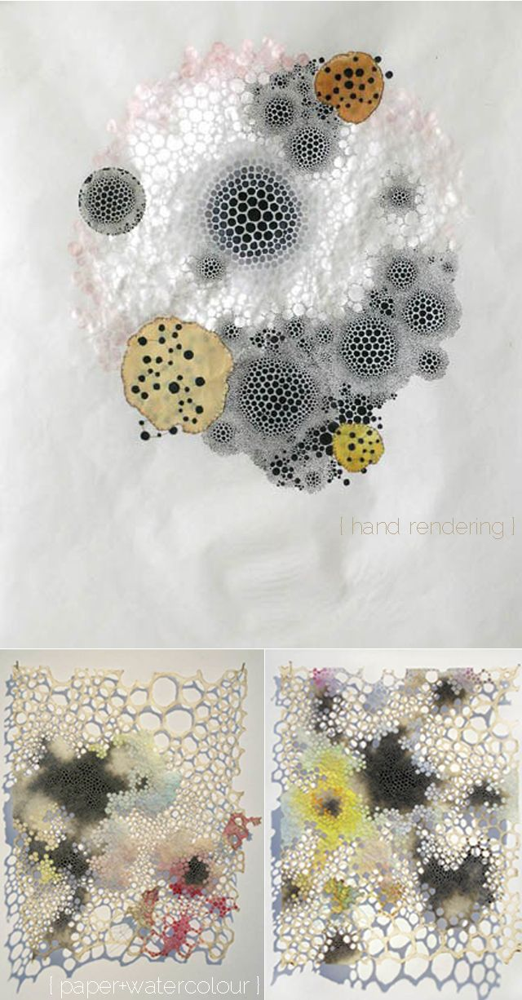 { hand rendering }
{ paper+watercolour }